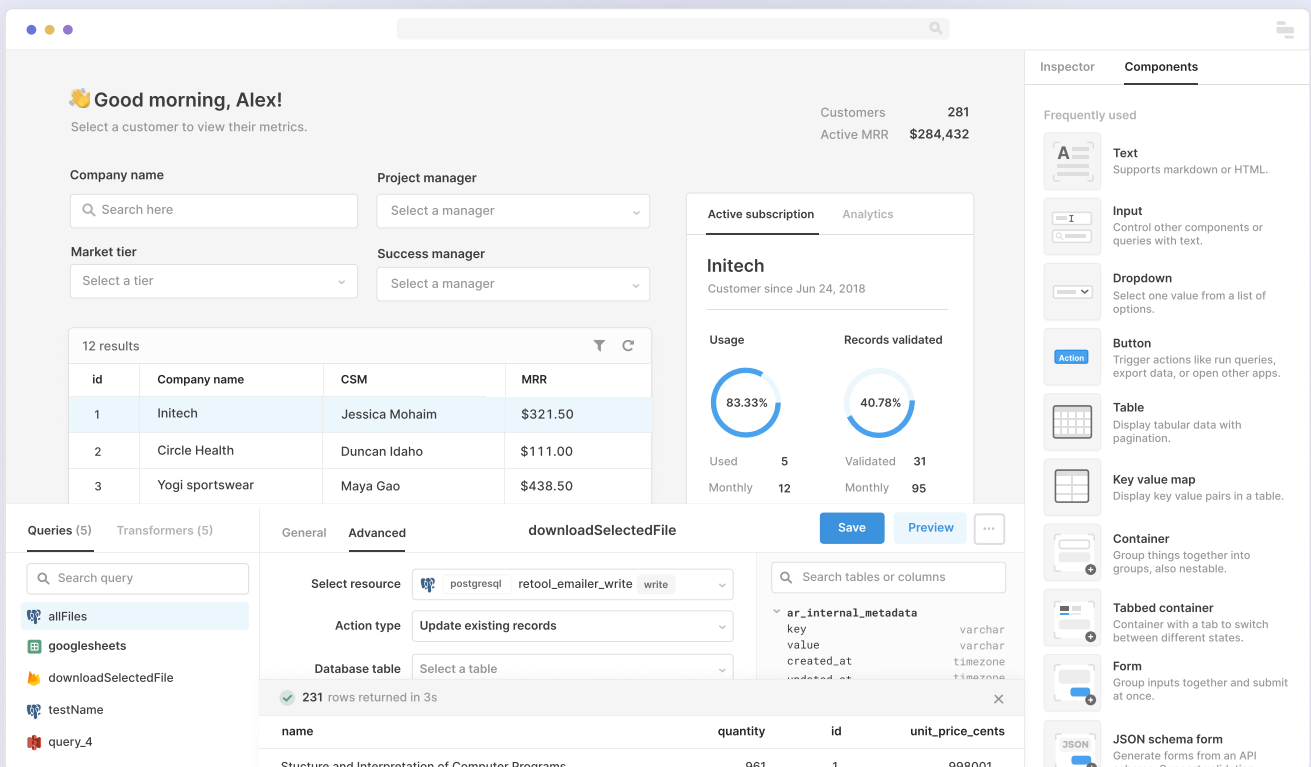 👋Good morning, Alex!
Select a customer to view their metrics.
Customers 281
Active MRR $284,432
Company name
Search here
Project manager
Select a manager
Market tier
Select a tier
Success manager
Select a manager
12 results
id Company name CSM MRR
1 Initech Jessica Mohaim $321.50
2 Circle Health Duncan Idaho $111.00
3 Yogi sportswear Maya Gao $438.50
Active subscription Analytics
Initech
Customer since Jun 24, 2018
Usage Records validated
83.33% 40.78%
Used 5 Validated 31
Monthly 12 Monthly 95
Queries (5) Transformers (5)
Search query
allFiles
googlesheets
downloadSelectedFile
testName
query_4
General Advanced downloadSelectedFile Save Preview ...
Select resource postgresql retool_emailer_write write
Action type Update existing records
Database table Select a table
Search tables or columns
ar_internal_metadata
key varchar
value varchar
created_at timezone
updated_at timezone
231 rows returned in 3s
name quantity id unit_price_cents
Stucture and Interpretation of Computer Programs 961 1 998001
Inspector Components
Frequently used
A
Text
Supports markdown or HTML.
Input
Control other components or
queries with text.
Dropdown
Select one value from a list of
options.
Action
Button
Trigger actions like run queries,
export data, or open other apps.
Table
Display tabular data with
pagination.
Key value map
Display key value pairs in a table.
Container
Group things together into
groups, also nestable.
Tabbed container
Container with a tab to switch
between different states.
Form
Group inputs together and submit
at once.
JSON
JSON schema form
Generate forms from an API